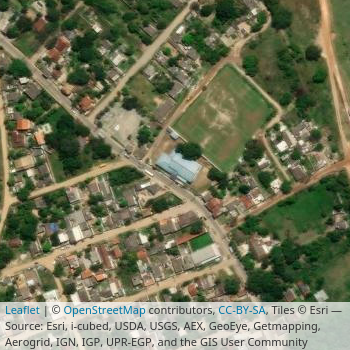 Leaflet | © OpenStreetMap contributors, CC-BY-SA, Tiles © Esri —
Source: Esri, i-cubed, USDA, USGS, AEX, GeoEye, Getmapping,
Aerogrid, IGN, IGP, UPR-EGP, and the GIS User Community